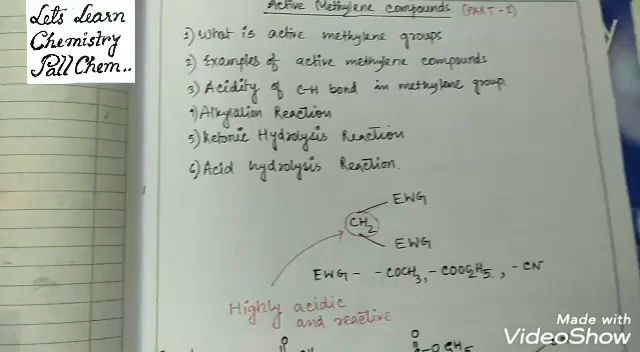 Lets Learn
Chemistry
Pall Chem..
Active Methylene Compounds (PART-I)
1) What is active methylene groups
2) Examples of active methylene compounds
3) Acidity of C-H bond in methylene group
4) Alkylation Reaction
5) Ketonic Hydrolysis Reaction
6) Acid hydrolysis Reaction.
EWG
CH2
EWG
EWG - - COCH3, - COOC2H5, , - CN
Highly acidic
and reactive
O
O
Made with
VideoShow